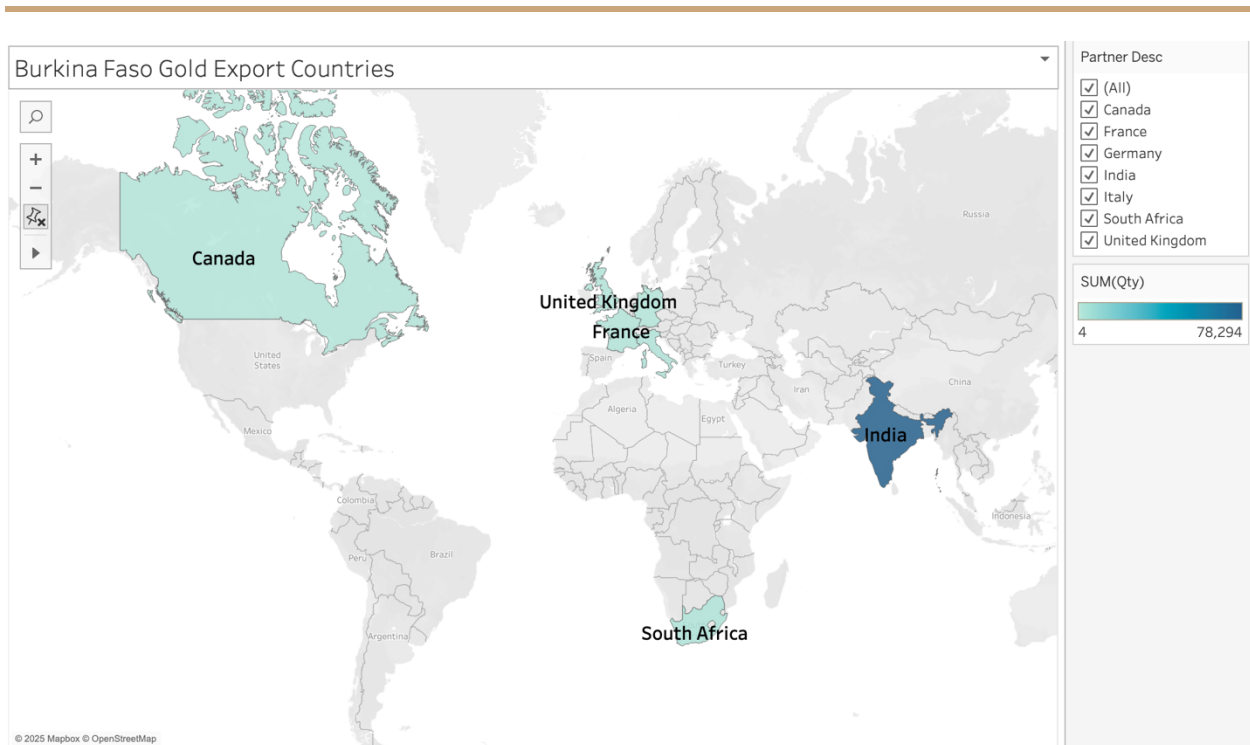 Burkina Faso Gold Export Countries
Partner Desc
(All)
Canada
France
Germany
India
Italy
South Africa
United Kingdom
SUM(Qty)
4 78,294
Russia
Canada
United Kingdom
France
Spain
Turkey
United
States
Iran
China
Algeria
Egypt
Mexico
India
Colombia
Indonesia
Peru
Brazil
South Africa
Argentina
© 2025 Mapbox © OpenStreetMap